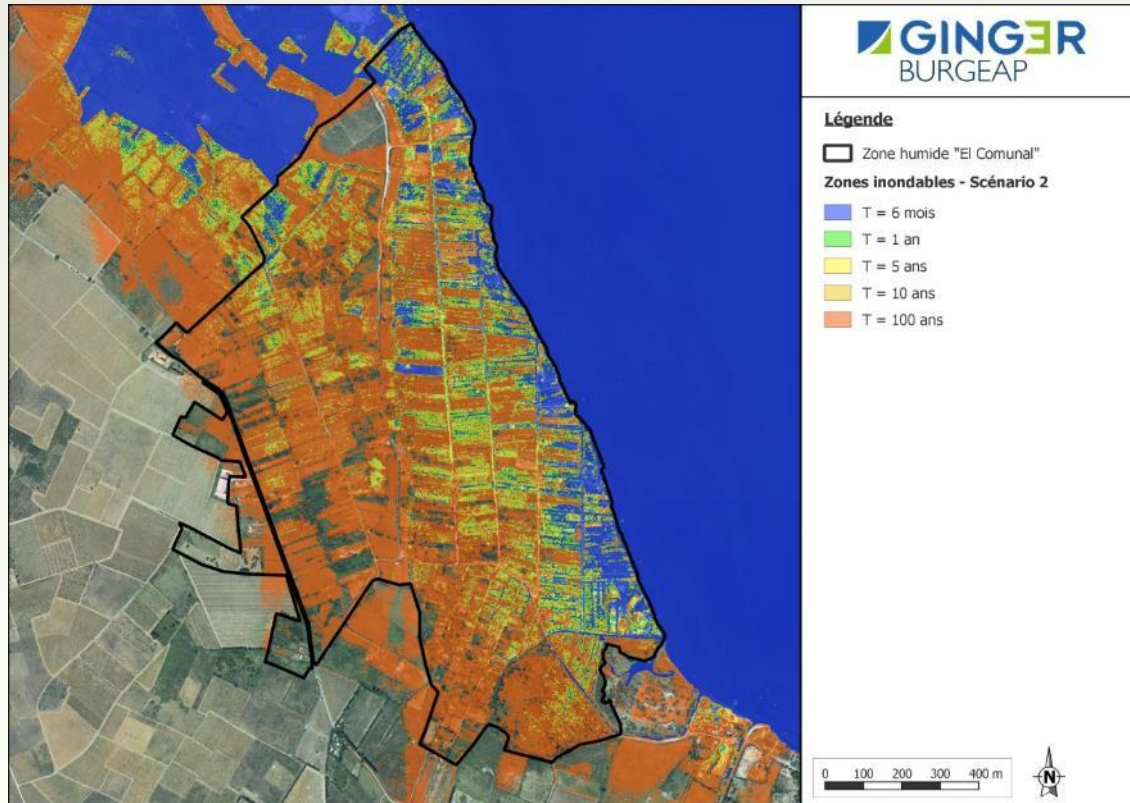 GINGER
BURGEAP
Légende
Zone humide "El Comunal"
Zones inondables - Scénario 2
T = 6 mois
T = 1 an
T = 5 ans
T = 10 ans
T = 100 ans
0 100 200 300 400 m
N